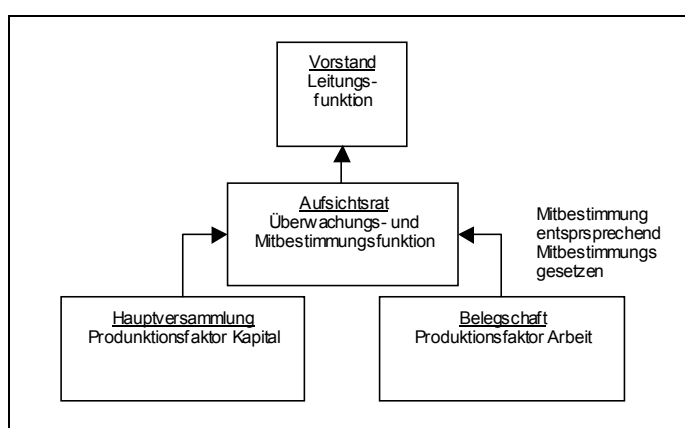 Vorstand
Leitungs-
funktion
Aufsichtsrat
Überwachungs- und
Mitbestimmungsfunktion
Mitbestimmung
entsprsprechend
Mitbestimmungs
gesetzen
Hauptversammlung
Produnktionsfaktor Kapital
Belegschaft
Produktionsfaktor Arbeit